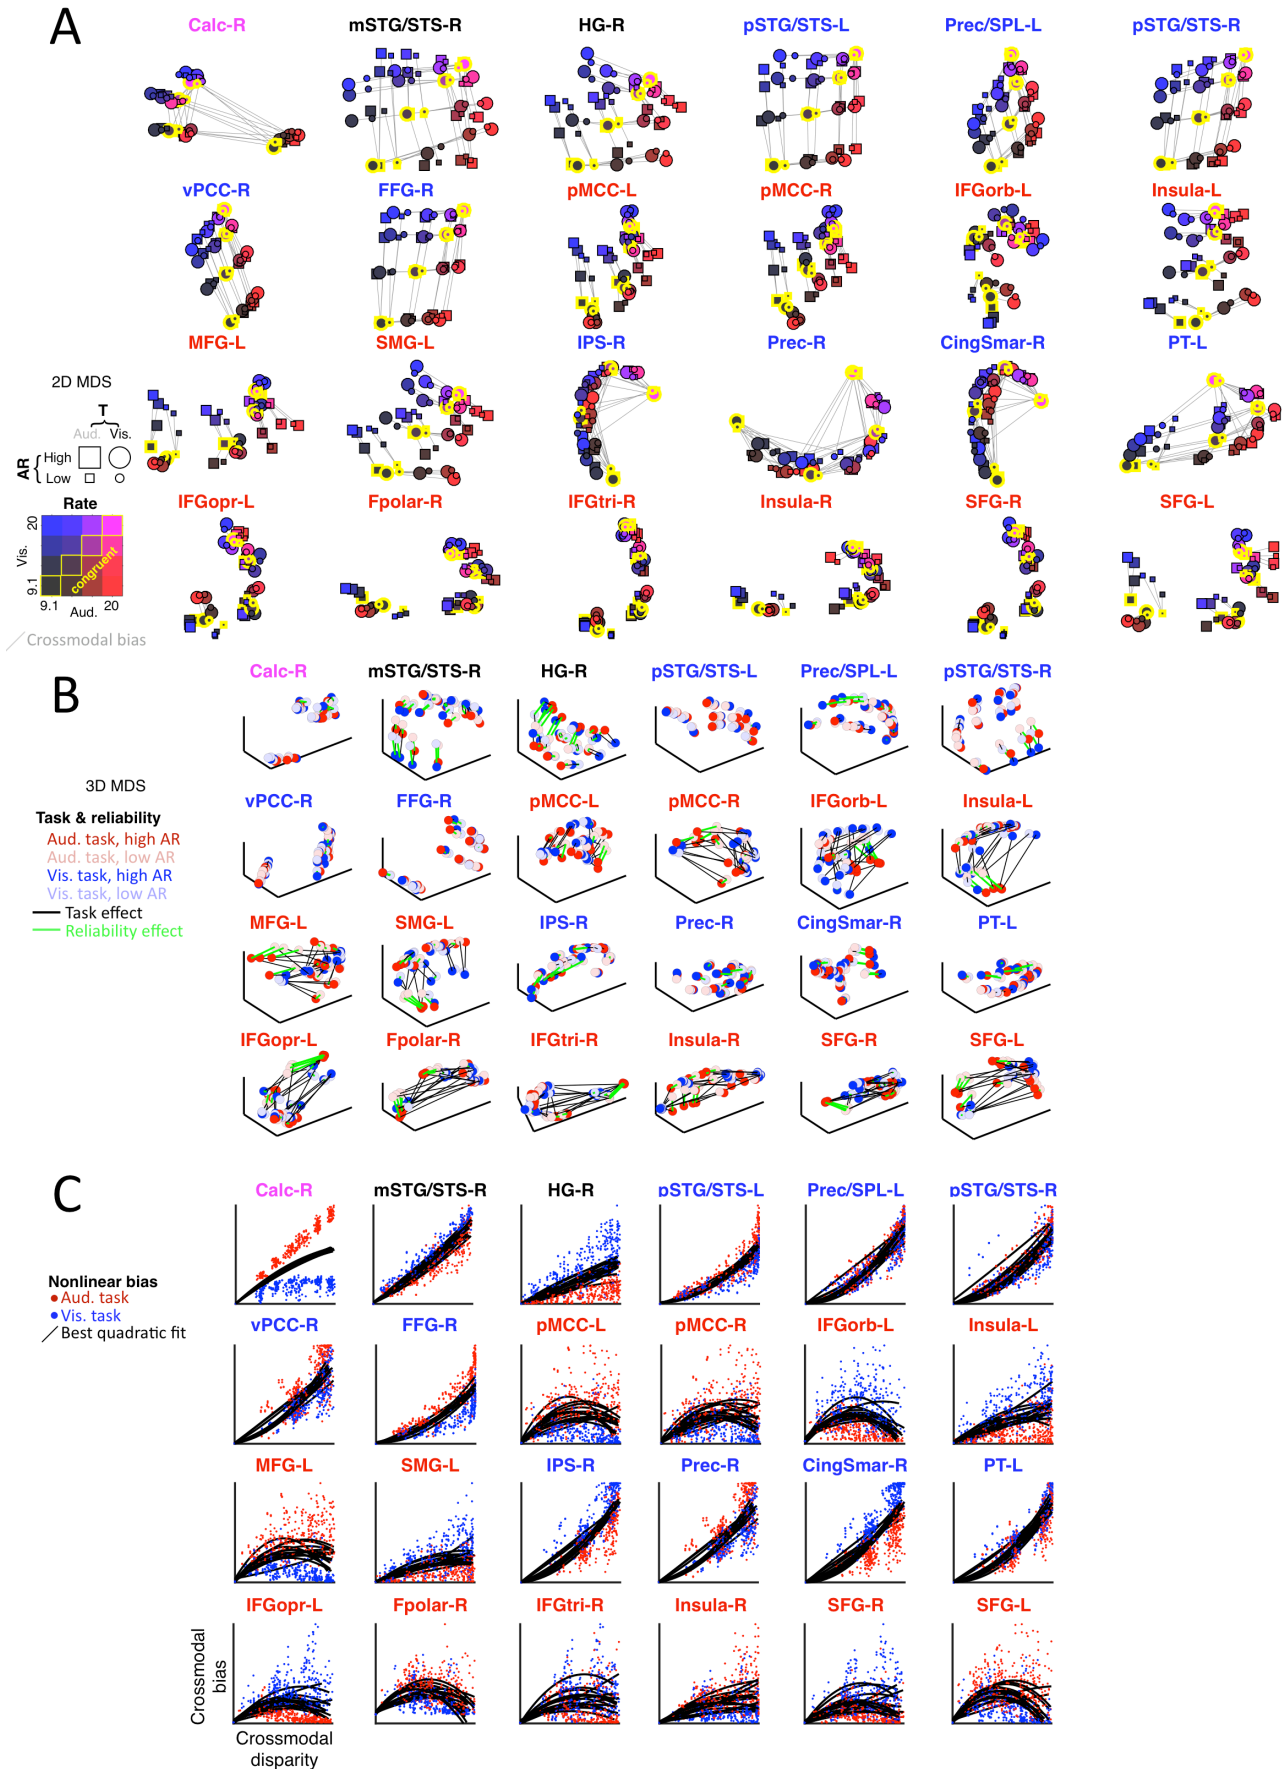 A
Calc-R mSTG/STS-R HG-R pSTG/STS-L Prec/SPL-L pSTG/STS-R
vPCC-R FFG-R pMCC-L pMCC-R IFGorb-L Insula-L
MFG-L SMG-L IPS-R Prec-R CingSmar-R PT-L
2D MDS
T
Aud. Vis.
AR
High
Low
Rate
Vis.
20
9.1
congruent
9.1 20
Aud.
Crossmodal bias
IFGopr-L Fpolar-R IFGtri-R Insula-R SFG-R SFG-L
B
Calc-R mSTG/STS-R HG-R pSTG/STS-L Prec/SPL-L pSTG/STS-R
3D MDS
vPCC-R FFG-R pMCC-L pMCC-R IFGorb-L Insula-L
Task & reliability
Aud. task, high AR
Aud. task, low AR
Vis. task, high AR
Vis. task, low AR
Task effect
Reliability effect
MFG-L SMG-L IPS-R Prec-R CingSmar-R PT-L
IFGopr-L Fpolar-R IFGtri-R Insula-R SFG-R SFG-L
C
Calc-R mSTG/STS-R HG-R pSTG/STS-L Prec/SPL-L pSTG/STS-R
Nonlinear bias
Aud. task
Vis. task
Best quadratic fit
vPCC-R FFG-R pMCC-L pMCC-R IFGorb-L Insula-L
MFG-L SMG-L IPS-R Prec-R CingSmar-R PT-L
IFGopr-L Fpolar-R IFGtri-R Insula-R SFG-R SFG-L
Crossmodal
bias
Crossmodal
disparity